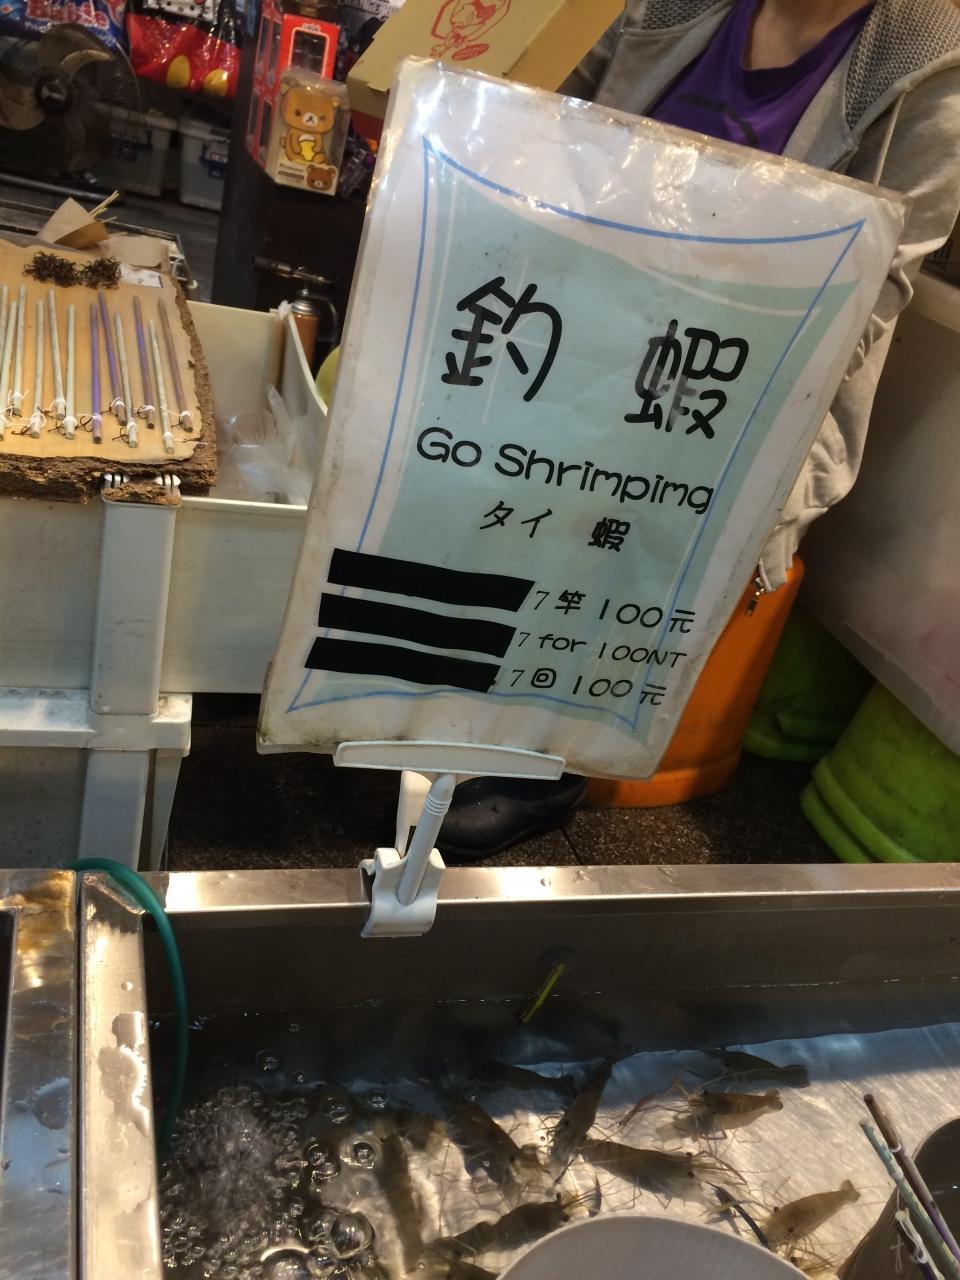 釣 蝦
Go Shrimping
タイ 蝦
7 竿 100元
7 for 100NT
7 回 100元